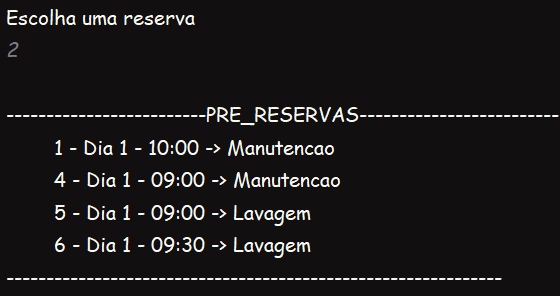 Escolha uma reserva
2
--------------------------PRE_RESERVAS-------------------------
1 - Dia 1 - 10:00 -> Manutencao
4 - Dia 1 - 09:00 -> Manutencao
5 - Dia 1 - 09:00 -> Lavagem
6 - Dia 1 - 09:30 -> Lavagem
--------------------------------------------------------------